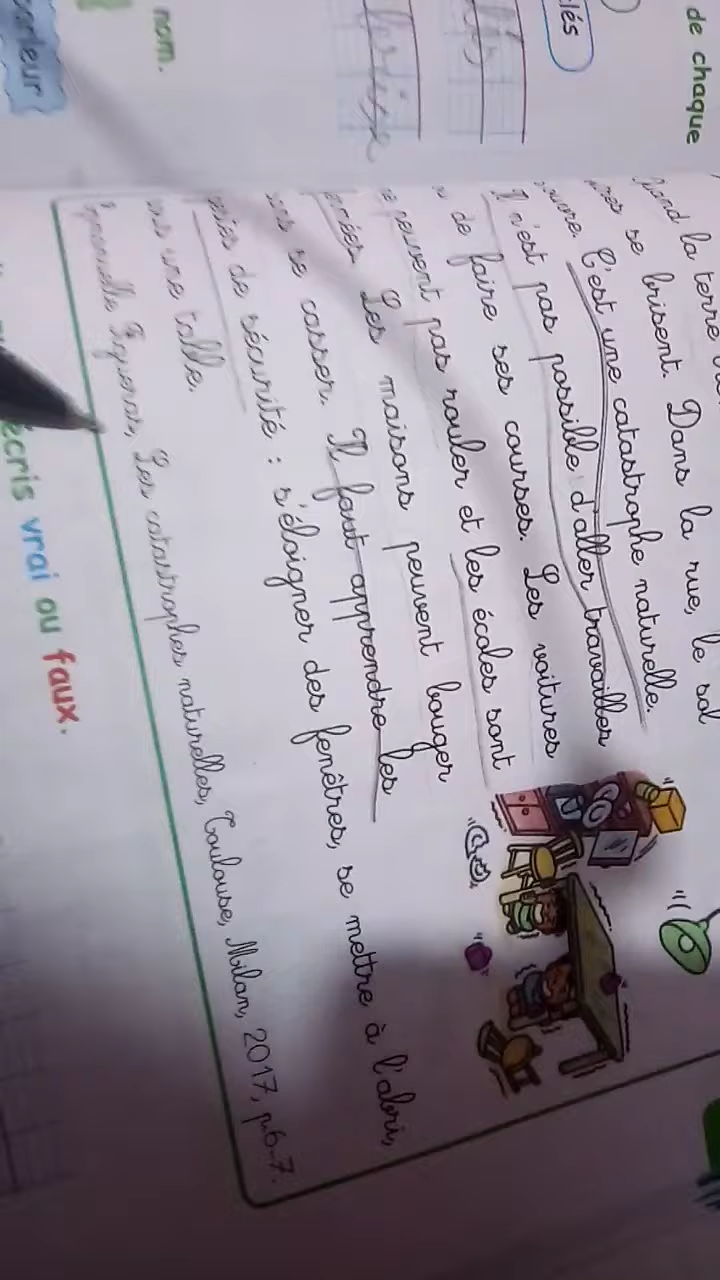 de chaque
clés
nom.
la terre
se brisent. Dans la rue, le sol
C'est une catastrophe naturelle.
Il n'est pas possible d'aller travailler
de faire ses courses. Les voitures
peuvent pas rouler et les écoles sont
Les maisons peuvent bouger
se casser. Il faut apprendre les
de sécurité : s'éloigner des fenêtres, se mettre à l'abri,
une table.
Figueras, Les catastrophes naturelles, Toulouse, Milan, 2017, p.6-7.
écris vrai ou faux.